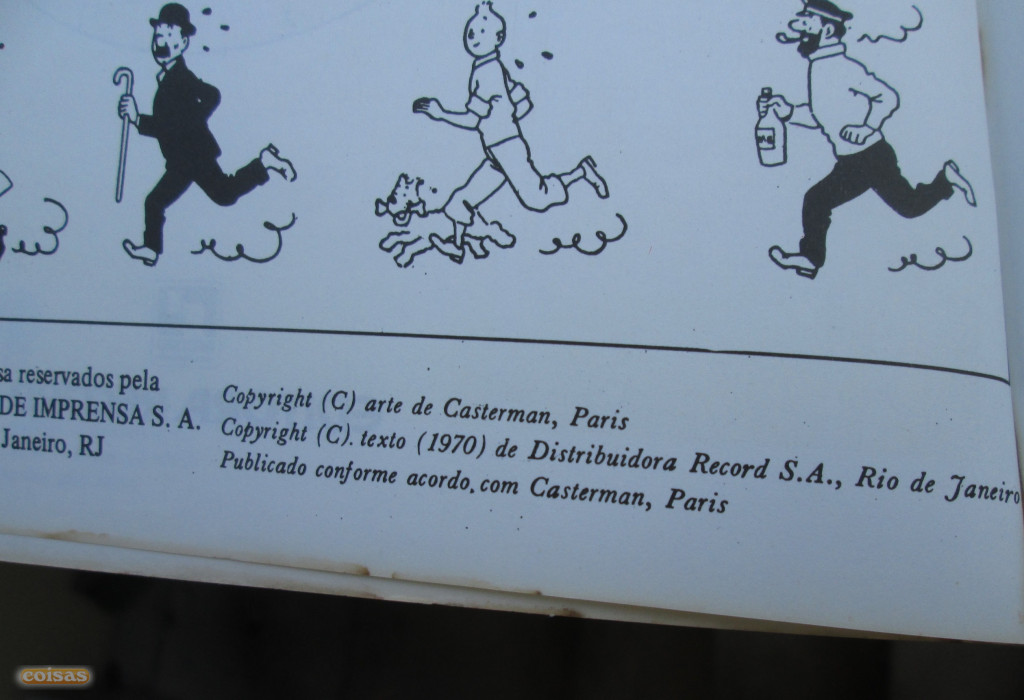 sa reservados pela
DE IMPRENSA S. A.
Janeiro, RJ
Copyright (C) arte de Casterman, Paris
Copyright (C). texto (1970) de Distribuidora Record S.A., Rio de Janeiro
Publicado conforme acordo com Casterman, Paris
coisas